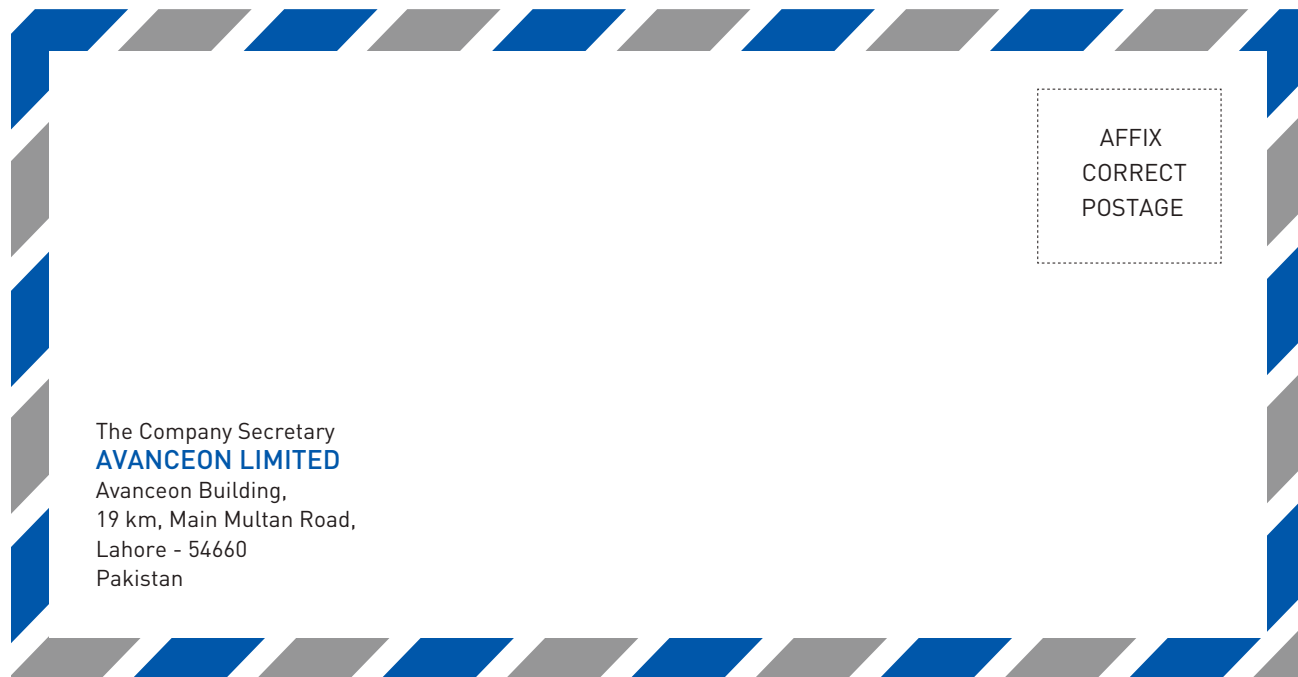 AFFIX
CORRECT
POSTAGE
The Company Secretary
AVANCEON LIMITED
Avanceon Building,
19 km, Main Multan Road,
Lahore - 54660
Pakistan